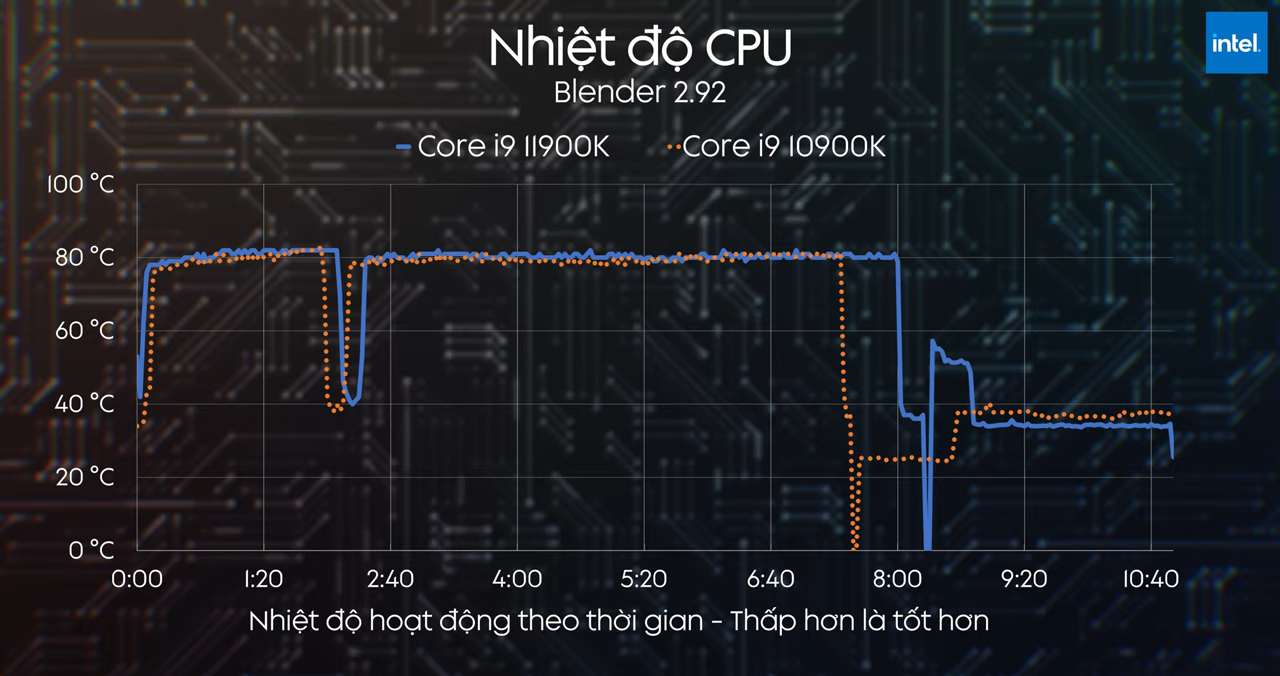 Nhiệt độ CPU
intel.
Blender 2.92
Core i9 11900K
Core i9 10900K
100 °C
80 °C
60 °C
40 °C
20 °C
0 °C
0:00 1:20 2:40 4:00 5:20 6:40 8:00 9:20 10:40
Nhiệt độ hoạt động theo thời gian - Thấp hơn là tốt hơn